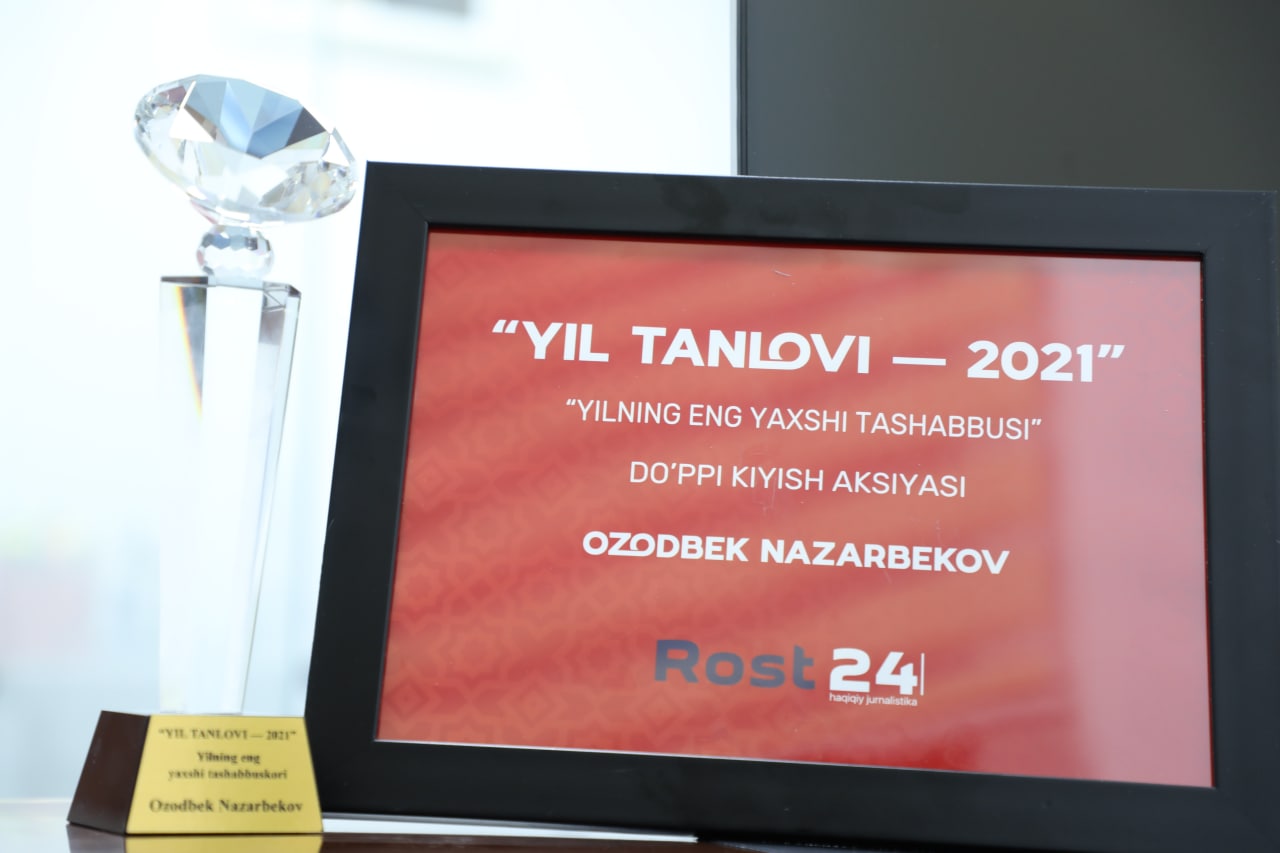 “YIL TANLOVI — 2021”
“YILNING ENG YAXSHI TASHABBUSI”
DO’PPI KIYISH AKSIYASI
OZODBEK NAZARBEKOV
Rost 24
haqiqiy jurnalistika
“YIL TANLOVI — 2021”
Yilning eng
yaxshi tashabbuskori
Ozodbek Nazarbekov